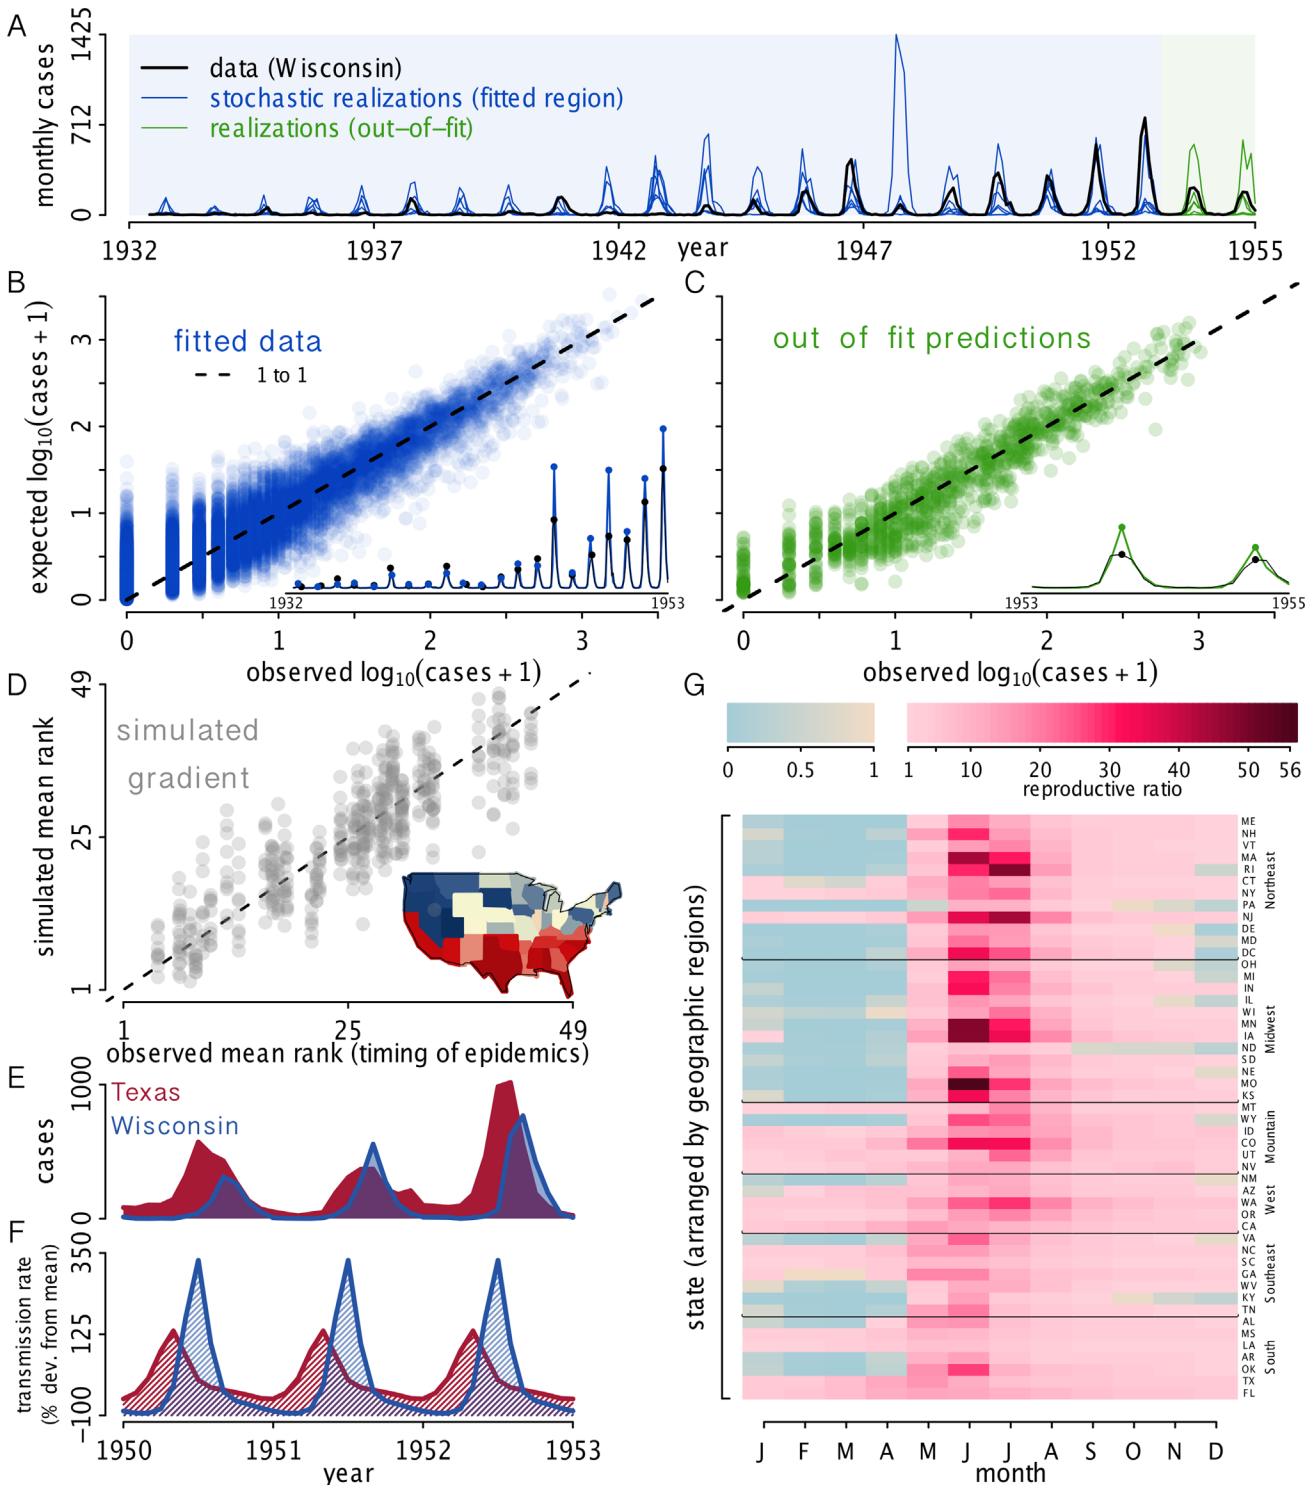 A
monthly cases
1425
712
0
data (Wisconsin)
stochastic realizations (fitted region)
realizations (out–of–fit)
1932 1937 1942 year 1947 1952 1955
B
expected log10(cases + 1)
3
2
1
0
fitted data
1 to 1
1932 1953
0 1 2 3
observed log10(cases + 1)
C
out of fit predictions
1953 1955
0 1 2 3
observed log10(cases + 1)
D
simulated mean rank
49
25
1
simulated
gradient
1 25 49
observed mean rank (timing of epidemics)
E
cases
1000
0
Texas
Wisconsin
F
transmission rate
(% dev. from mean)
350
125
−100
1950 1951 1952 1953
year
G
0 0.5 1
1 10 20 30 40 50 56
reproductive ratio
state (arranged by geographic regions)
ME
NH
VT
MA
RI
CT
NY
PA
NJ
DE
MD
DC
Northeast
OH
MI
IN
IL
WI
MN
IA
ND
SD
NE
MO
KS
Midwest
MT
WY
ID
CO
UT
NV
Mountain
NM
AZ
WA
OR
CA
West
VA
NC
SC
GA
WV
KY
TN
Southeast
AL
MS
LA
AR
OK
TX
FL
South
J F M A M J J A S O N D
month